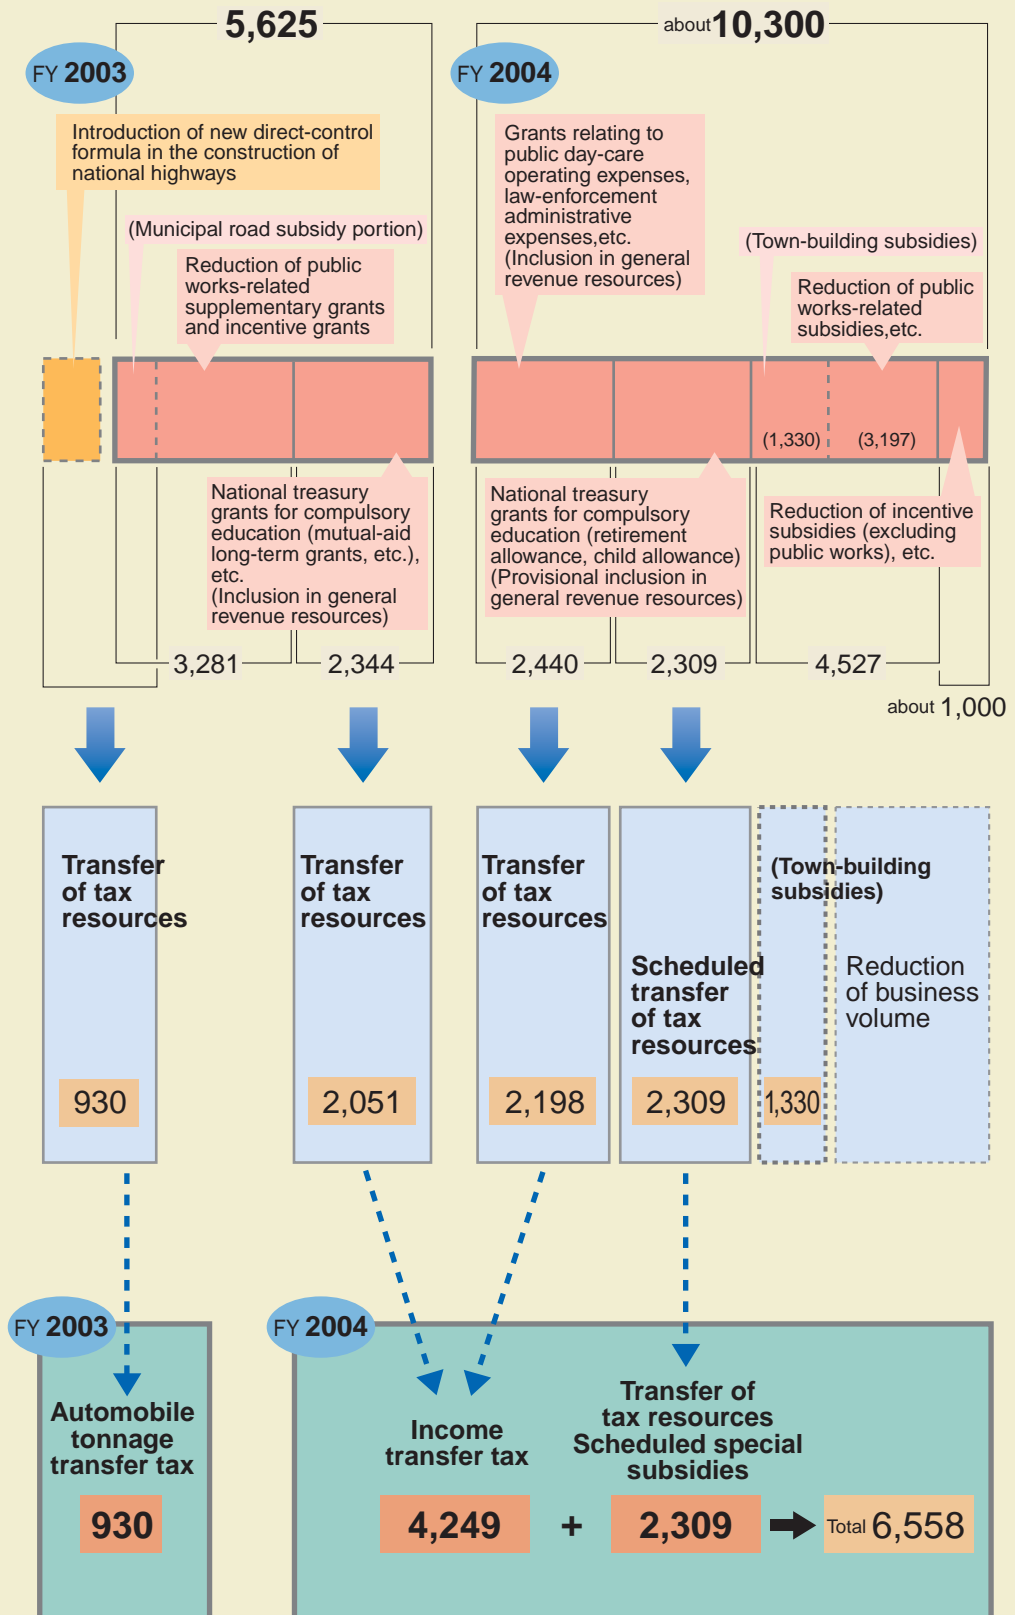 5,625
about 10,300
FY 2003
FY 2004
Introduction of new direct-control
formula in the construction of
national highways
(Municipal road subsidy portion)
Reduction of public
works-related
supplementary grants
and incentive grants
Grants relating to
public day-care
operating expenses,
law-enforcement
administrative
expenses,etc.
(Inclusion in general
revenue resources)
(Town-building subsidies)
Reduction of public
works-related
subsidies,etc.
(1,330)
(3,197)
National treasury
grants for compulsory
education (mutual-aid
long-term grants, etc.),
etc.
(Inclusion in general
revenue resources)
National treasury
grants for compulsory
education (retirement
allowance, child allowance)
(Provisional inclusion in
general revenue resources)
Reduction of incentive
subsidies (excluding
public works), etc.
3,281
2,344
2,440
2,309
4,527
about 1,000
Transfer
of tax
resources
930
Transfer
of tax
resources
2,051
Transfer
of tax
resources
2,198
Scheduled
transfer
of tax
resources
2,309
(Town-building
subsidies)
1,330
Reduction
of business
volume
FY 2003
Automobile
tonnage
transfer tax
930
FY 2004
Income
transfer tax
4,249
+
Transfer of
tax resources
Scheduled special
subsidies
2,309
Total 6,558